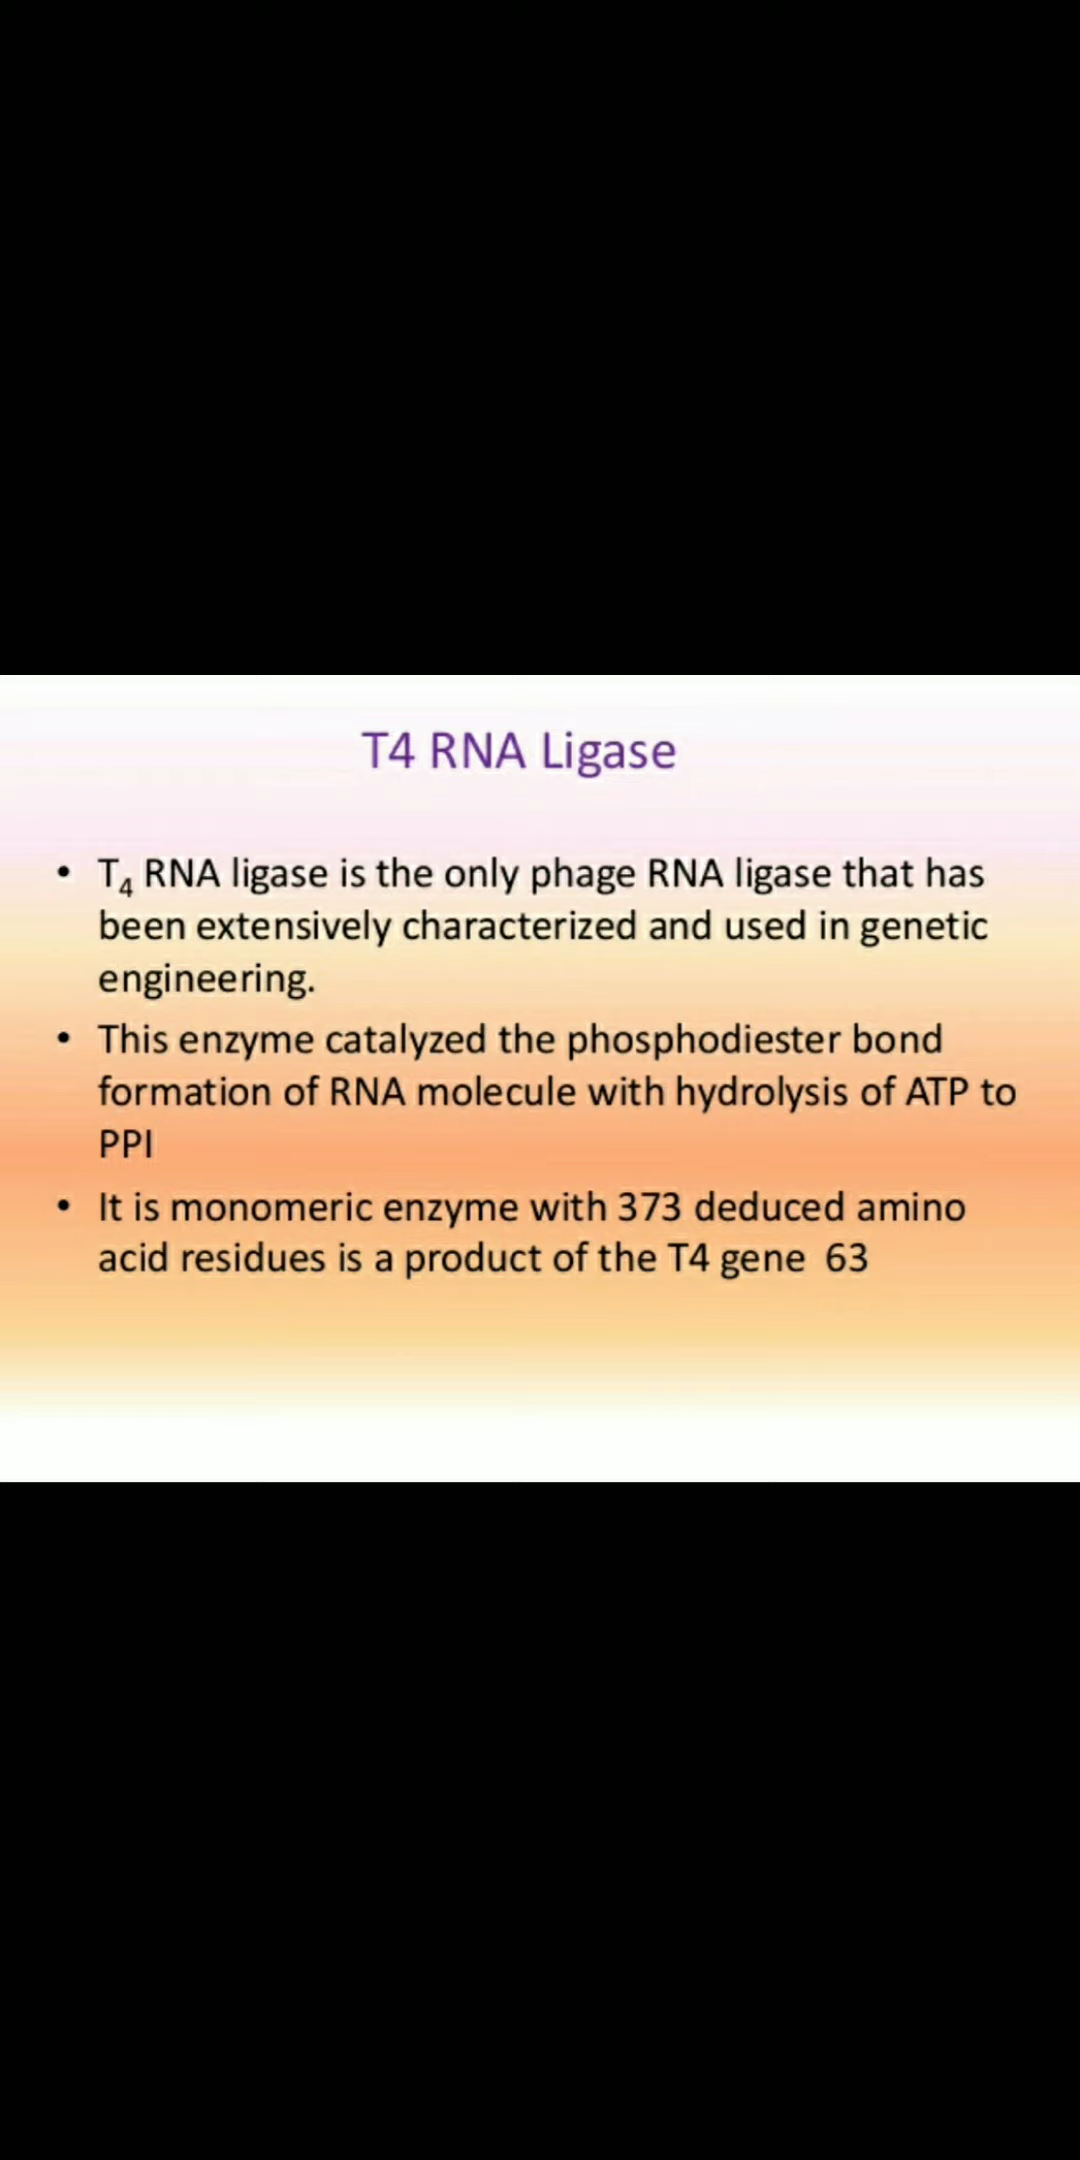 T4 RNA Ligase
• T₄ RNA ligase is the only phage RNA ligase that has
been extensively characterized and used in genetic
engineering.
• This enzyme catalyzed the phosphodiester bond
formation of RNA molecule with hydrolysis of ATP to
PPI
• It is monomeric enzyme with 373 deduced amino
acid residues is a product of the T4 gene 63